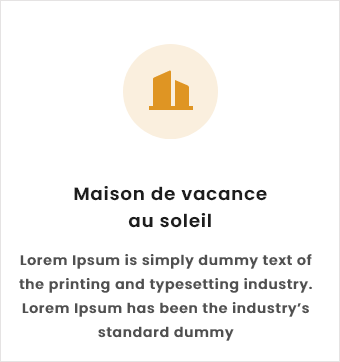 Maison de vacance
au soleil
Lorem Ipsum is simply dummy text of
the printing and typesetting industry.
Lorem Ipsum has been the industry’s
standard dummy